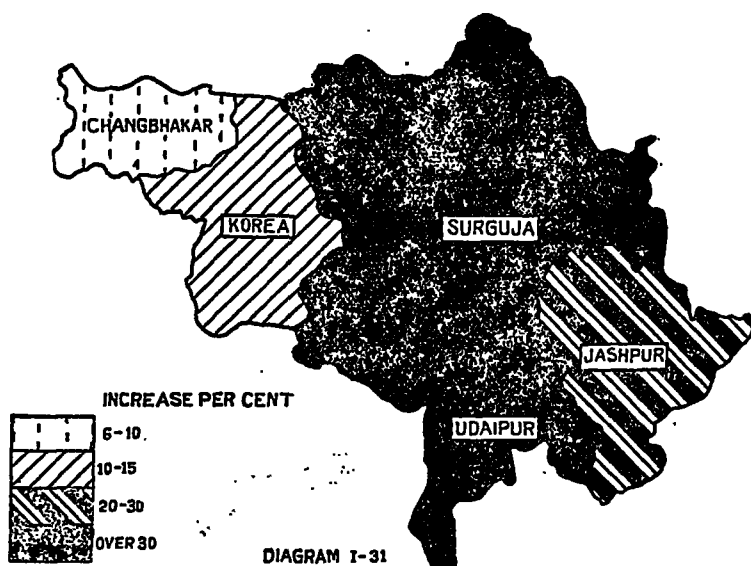 CHANGBHAKAR
KOREA
SURGUJA
JASHPUR
UDAIPUR
INCREASE PER CENT
6-10
10-15
20-30
OVER 30
DIAGRAM I-31